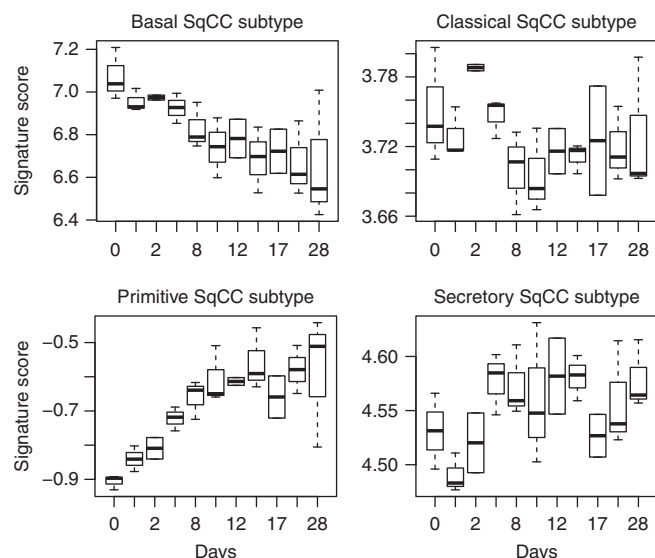 Basal SqCC subtype
Classical SqCC subtype
Signature score
7.2
7.0
6.8
6.6
6.4
3.78
3.72
3.66
0 2 8 12 17 28
0 2 8 12 17 28
Primitive SqCC subtype
Secretory SqCC subtype
Signature score
−0.5
−0.7
−0.9
4.60
4.55
4.50
0 2 8 12 17 28
0 2 8 12 17 28
Days
Days